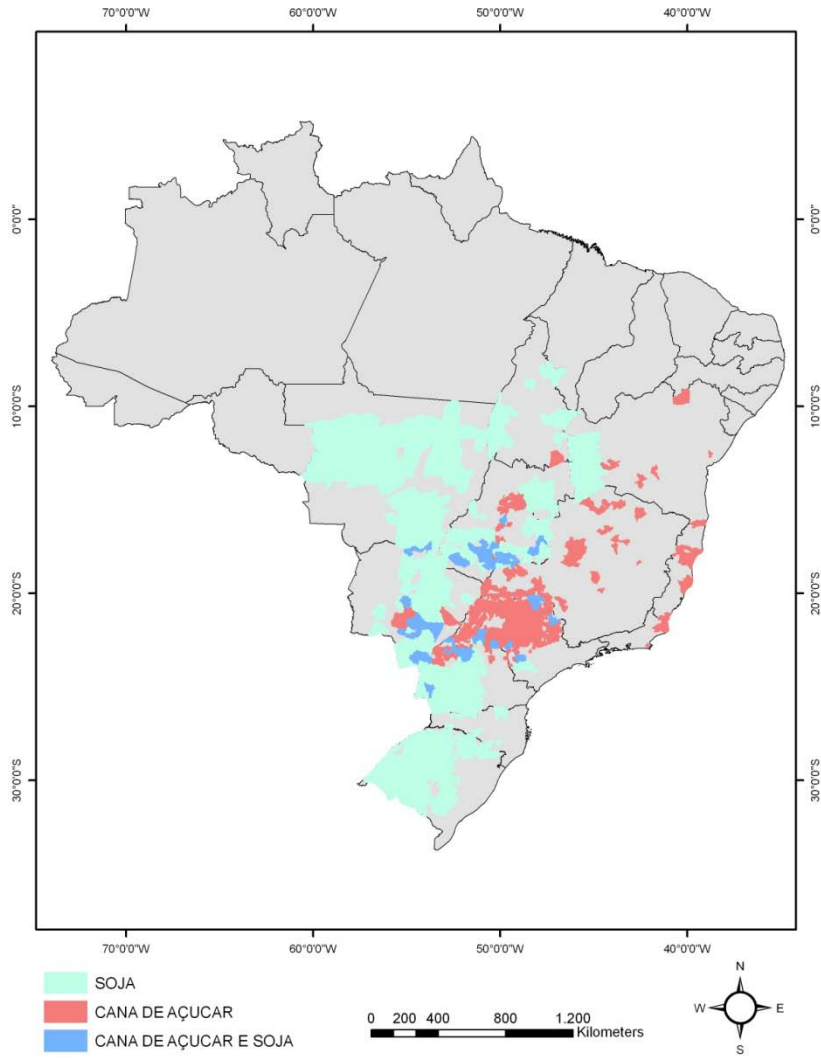 70°0'0"W 60°0'0"W 50°0'0"W 40°0'0"W
0°0'0" 0°0'0"
10°0'0"S 10°0'0"S
20°0'0"S 20°0'0"S
30°0'0"S 30°0'0"S
70°0'0"W 60°0'0"W 50°0'0"W 40°0'0"W
SOJA
CANA DE AÇUCAR
CANA DE AÇUCAR E SOJA
0 200 400 800 1.200
Kilometers
N
W E
S